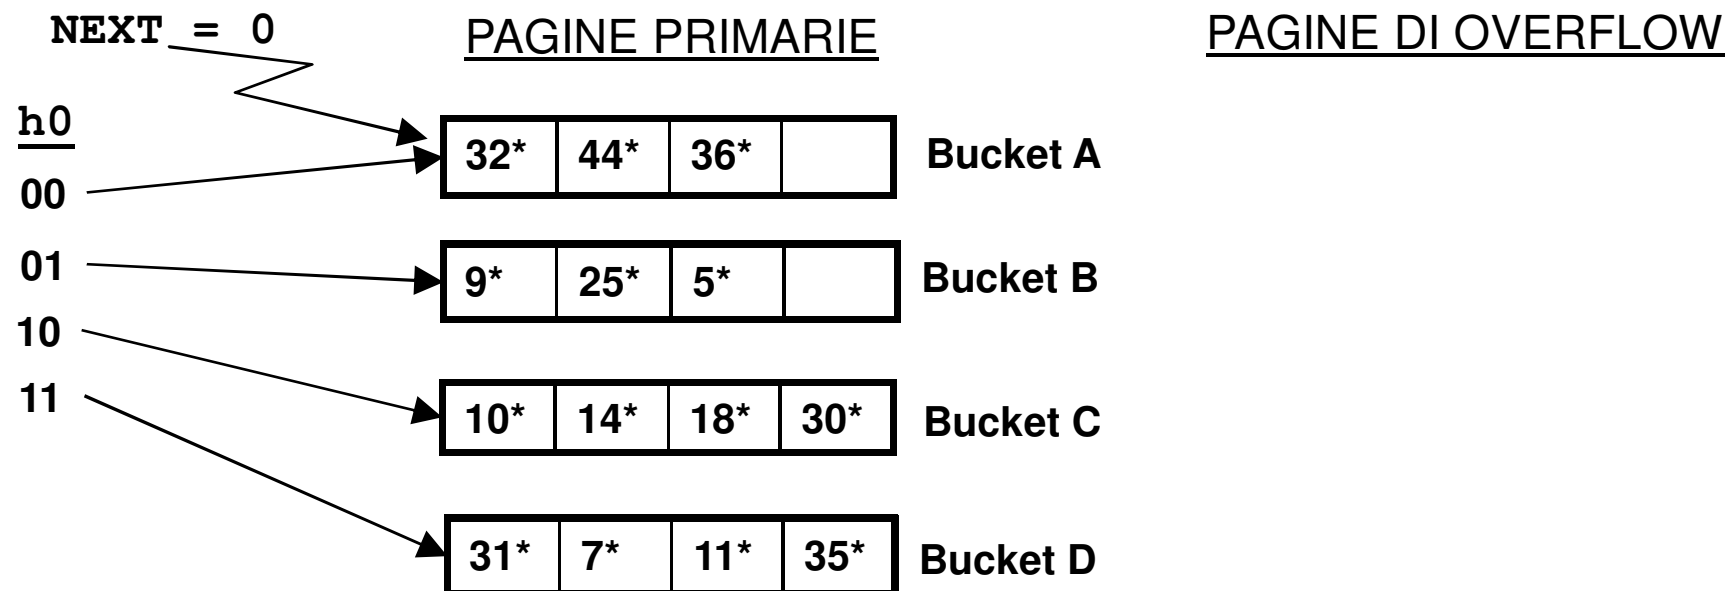 NEXT = 0
PAGINE PRIMARIE
PAGINE DI OVERFLOW
h0
00
32* 44* 36*
Bucket A
01
9* 25* 5*
Bucket B
10
10* 14* 18* 30*
Bucket C
11
31* 7* 11* 35*
Bucket D